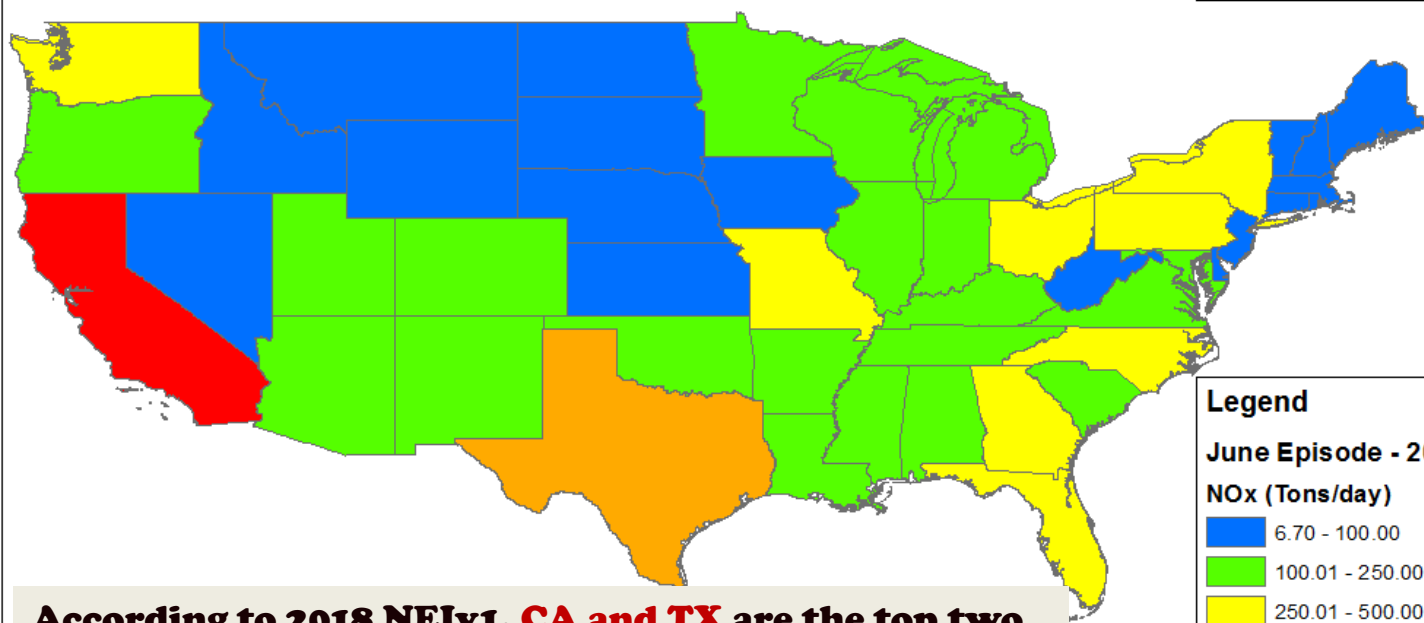 Legend
June Episode - 20
NOx (Tons/day)
6.70 - 100.00
100.01 - 250.00
250.01 - 500.00
According to 2018 NEIv1, CA and TX are the top two